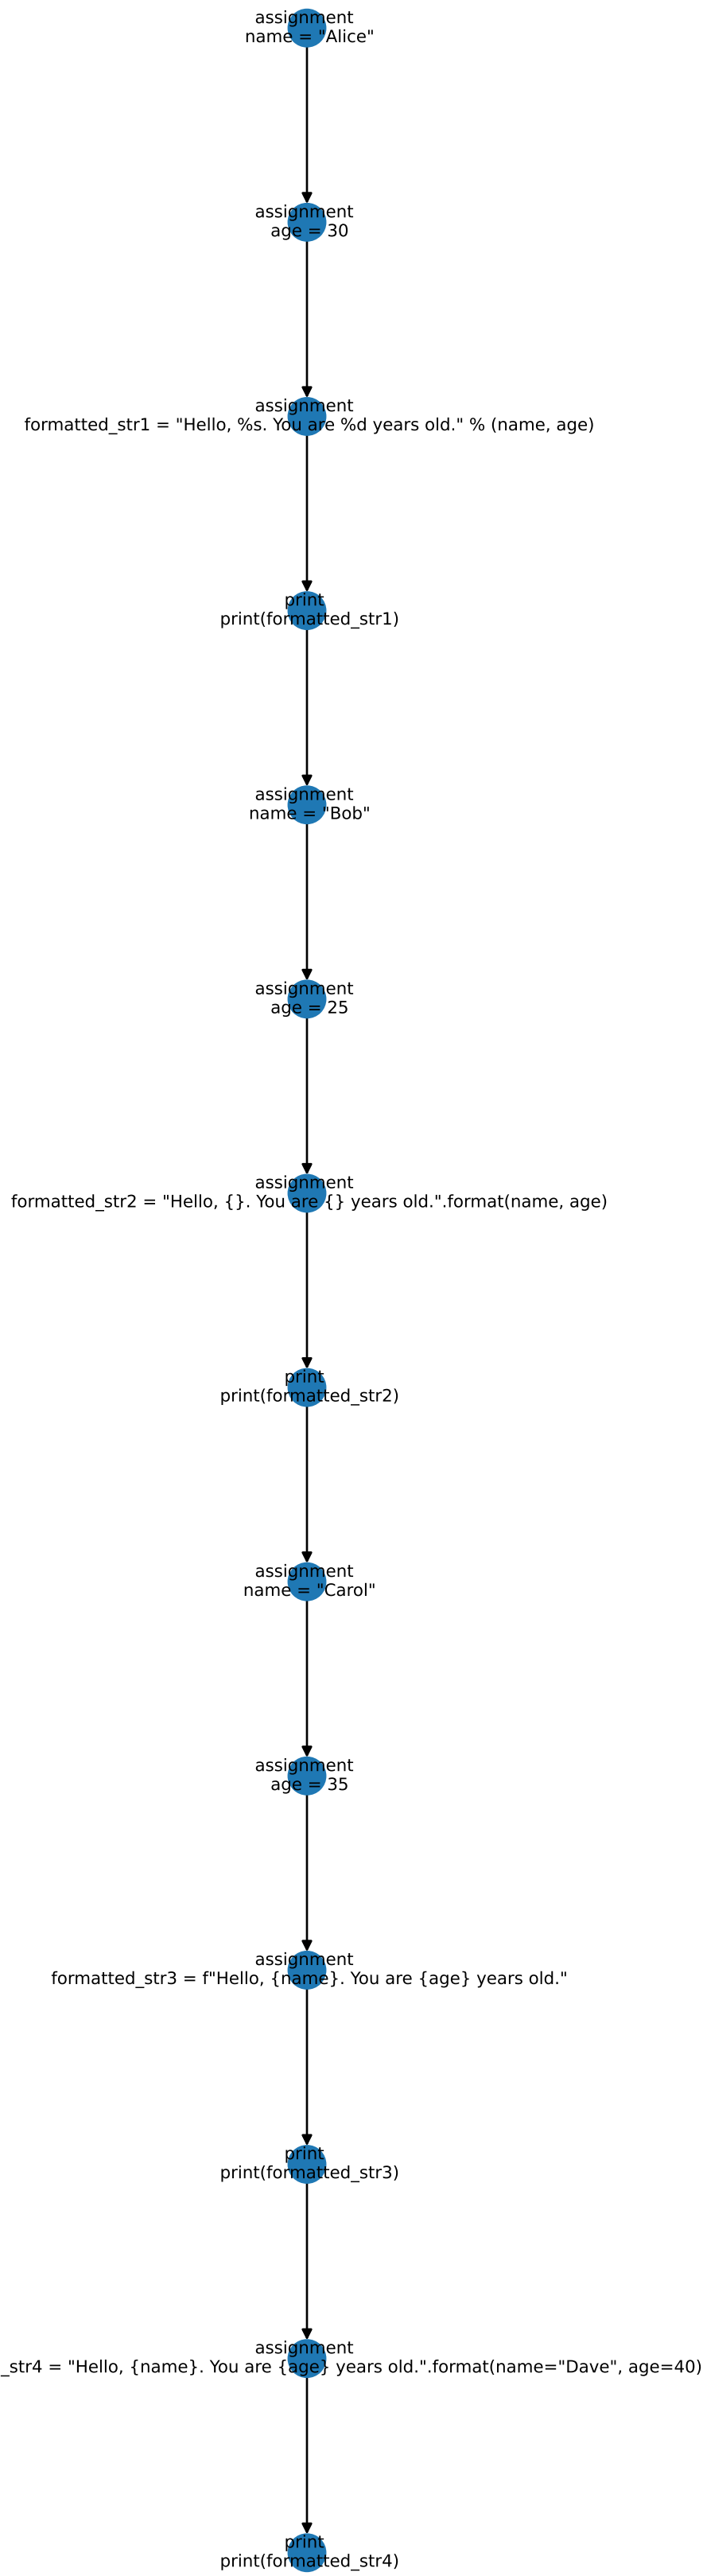 assignment
name = "Alice"
assignment
age = 30
assignment
formatted_str1 = "Hello, %s. You are %d years old." % (name, age)
print
print(formatted_str1)
assignment
name = "Bob"
assignment
age = 25
assignment
formatted_str2 = "Hello, {}. You are {} years old.".format(name, age)
print
print(formatted_str2)
assignment
name = "Carol"
assignment
age = 35
assignment
formatted_str3 = f"Hello, {name}. You are {age} years old."
print
print(formatted_str3)
assignment
_str4 = "Hello, {name}. You are {age} years old.".format(name="Dave", age=40)
print
print(formatted_str4)